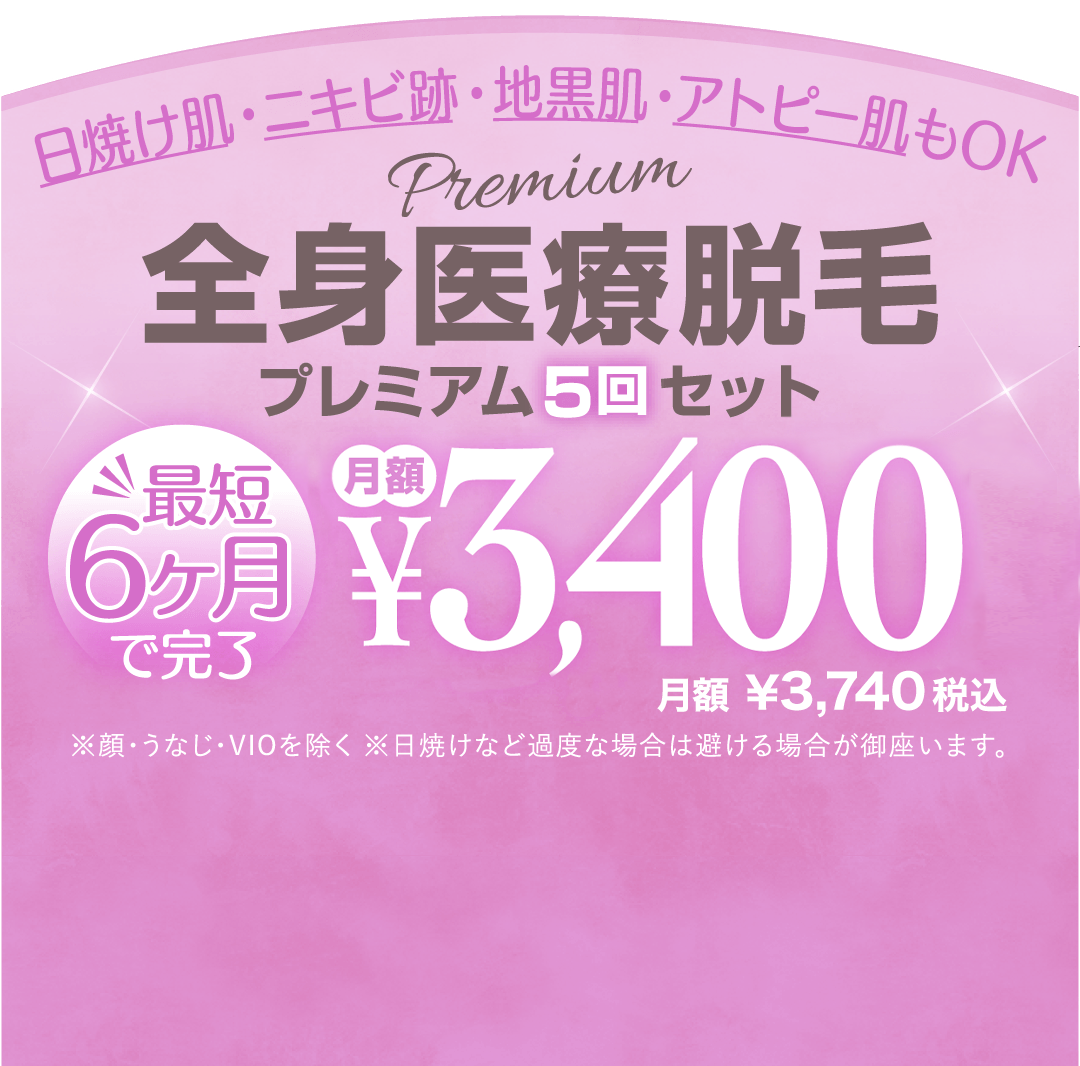 日焼け肌・ニキビ跡・地黒肌・アトピー肌もOK
Premium
全身医療脱毛
プレミアム5回セット
最短
6ヶ月
で完了
月額
¥3,400
月額 ¥3,740税込
※顔・うなじ・VIOを除く ※日焼けなど過度な場合は避ける場合が御座います。